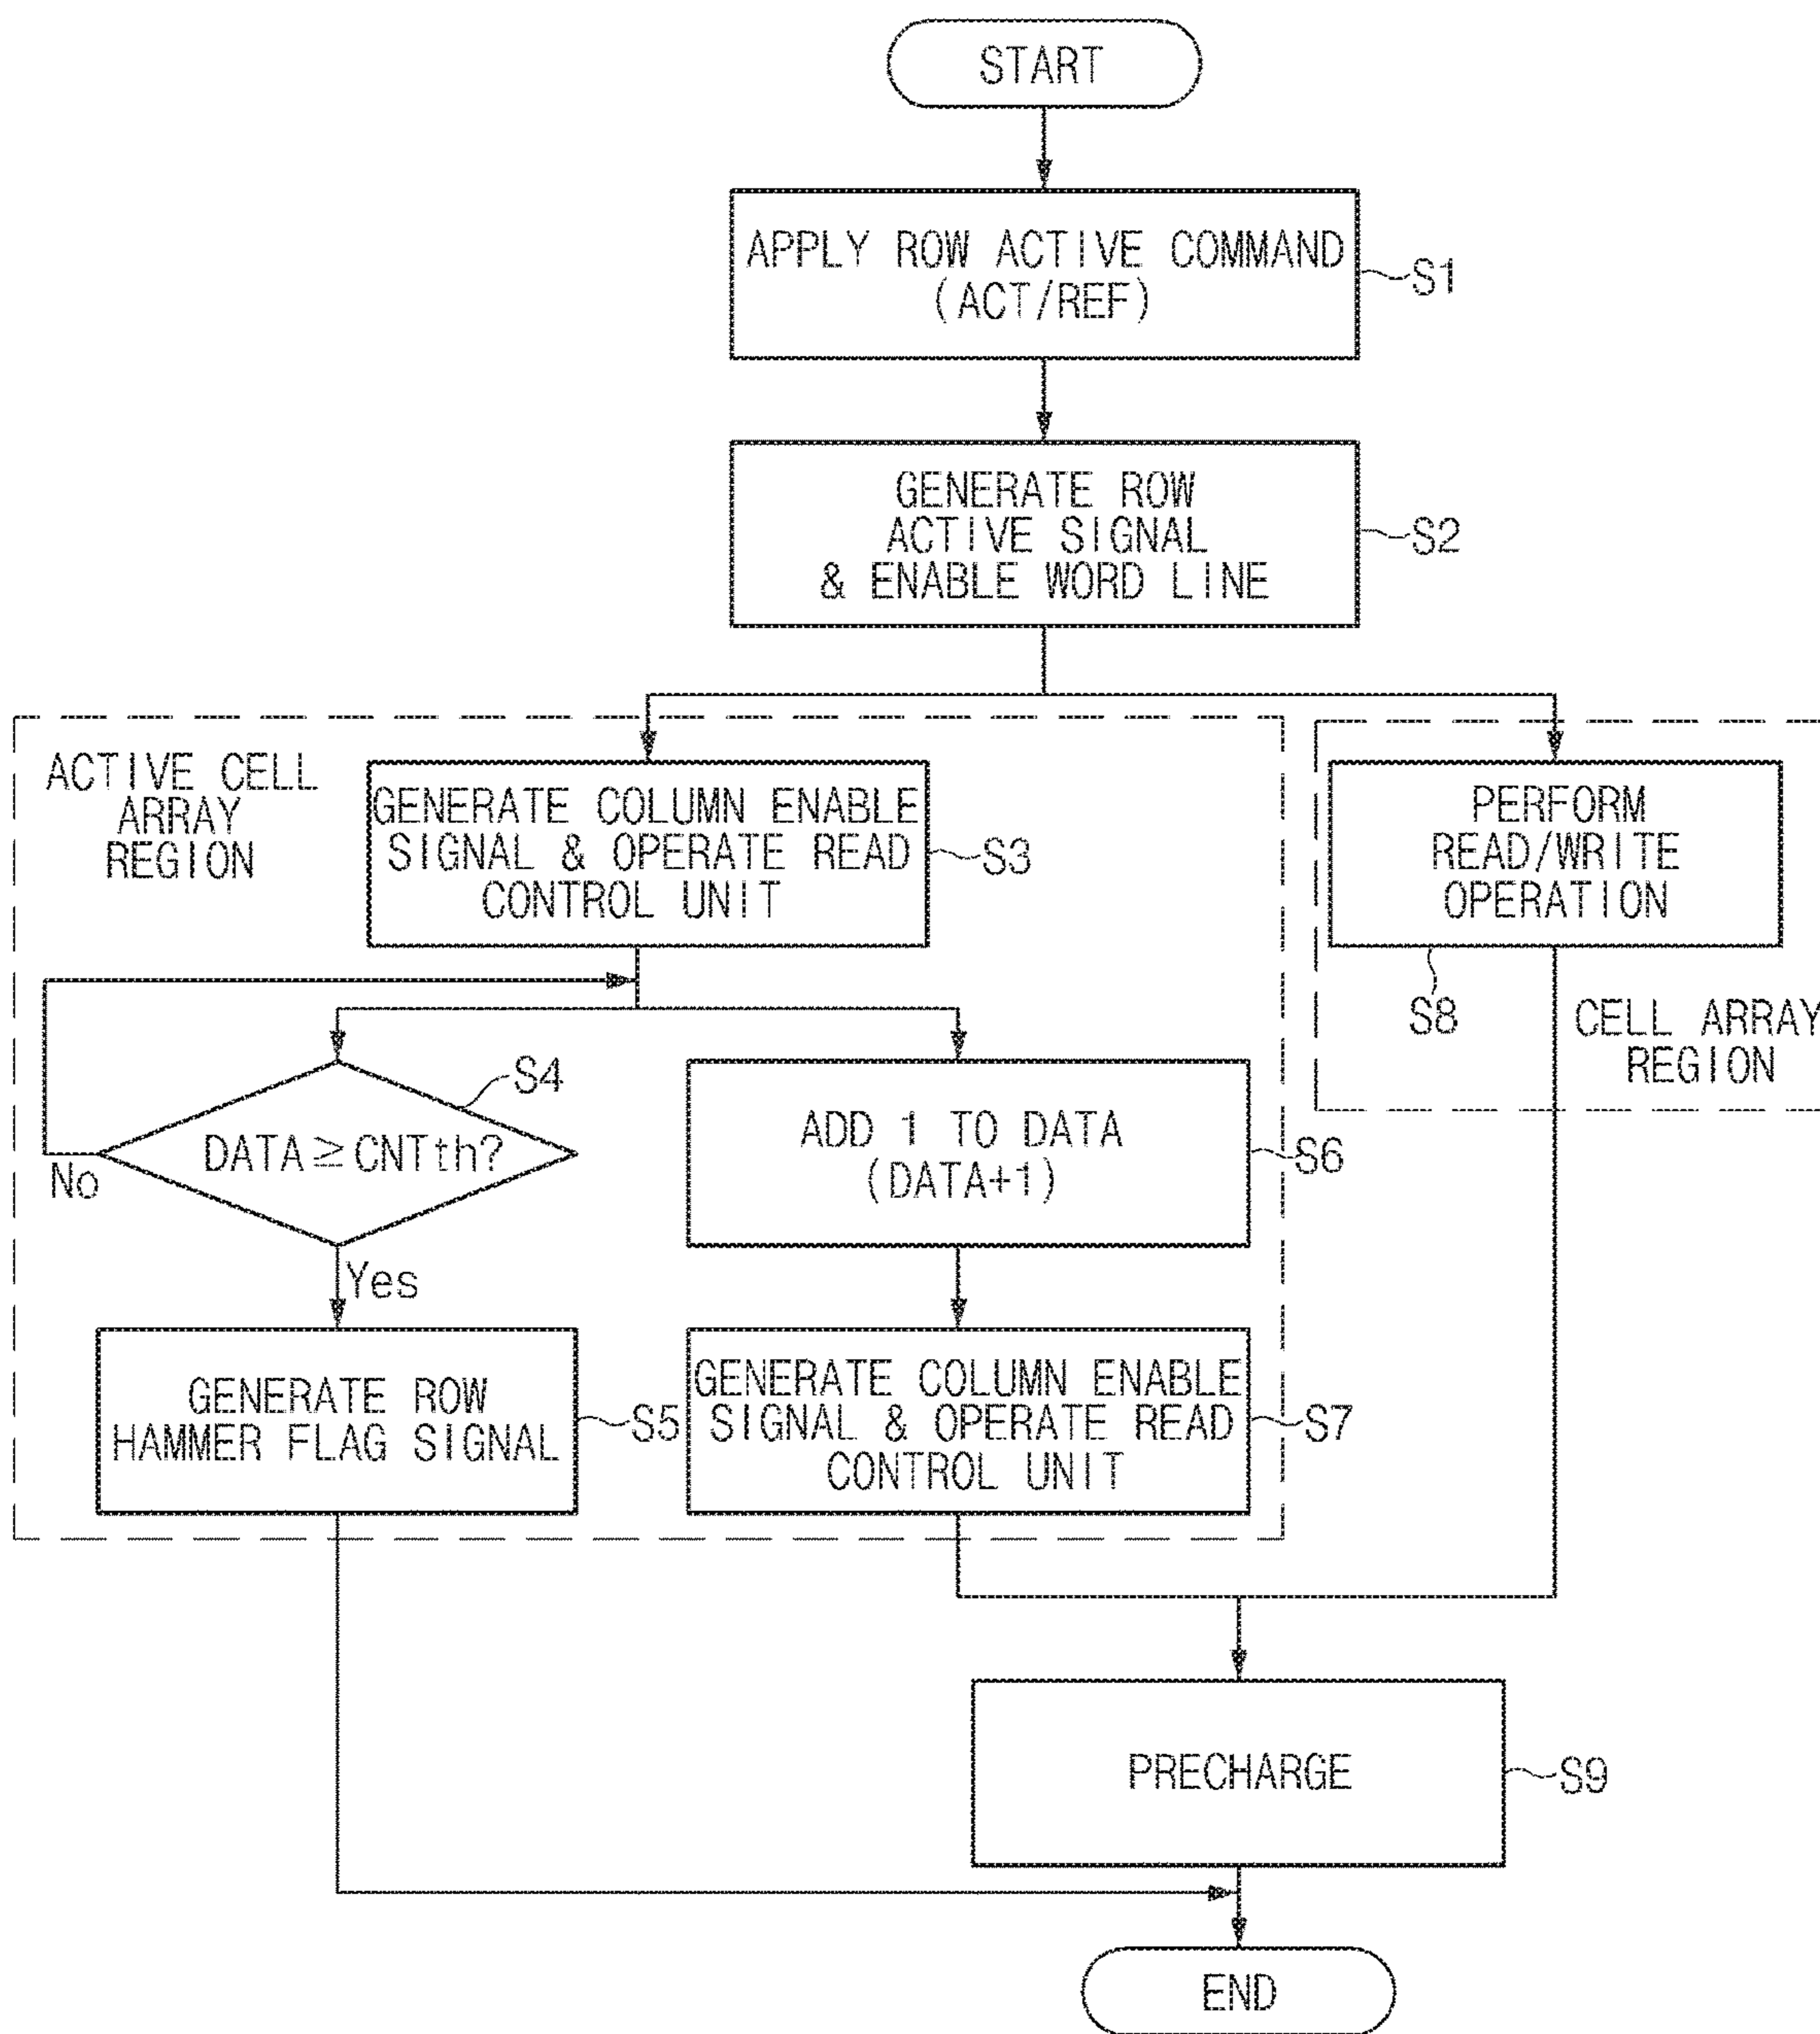 START
APPLY ROW ACTIVE COMMAND
(ACT/REF)
S1
GENERATE ROW
ACTIVE SIGNAL
& ENABLE WORD LINE
S2
ACTIVE CELL
ARRAY
REGION
GENERATE COLUMN ENABLE
SIGNAL & OPERATE READ
CONTROL UNIT
S3
PERFORM
READ/WRITE
OPERATION
S8
CELL ARRAY
REGION
S4
DATA≥CNTth?
No
Yes
ADD 1 TO DATA
(DATA+1)
S6
GENERATE ROW
HAMMER FLAG SIGNAL
S5
GENERATE COLUMN ENABLE
SIGNAL & OPERATE READ
CONTROL UNIT
S7
PRECHARGE
S9
END